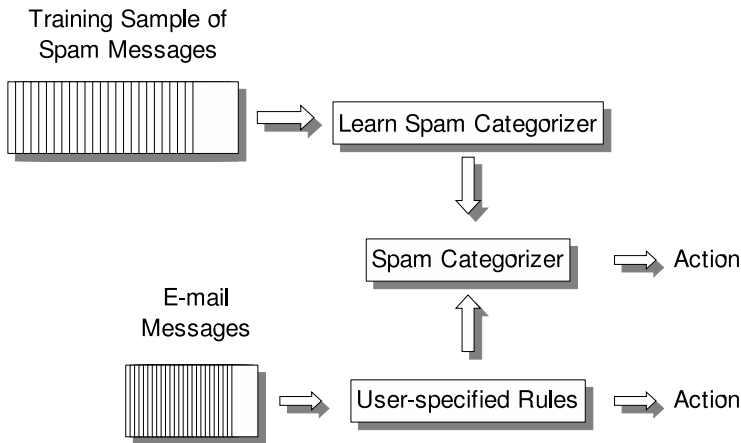 Training Sample of
Spam Messages
Learn Spam Categorizer
Spam Categorizer
Action
E-mail
Messages
User-specified Rules
Action